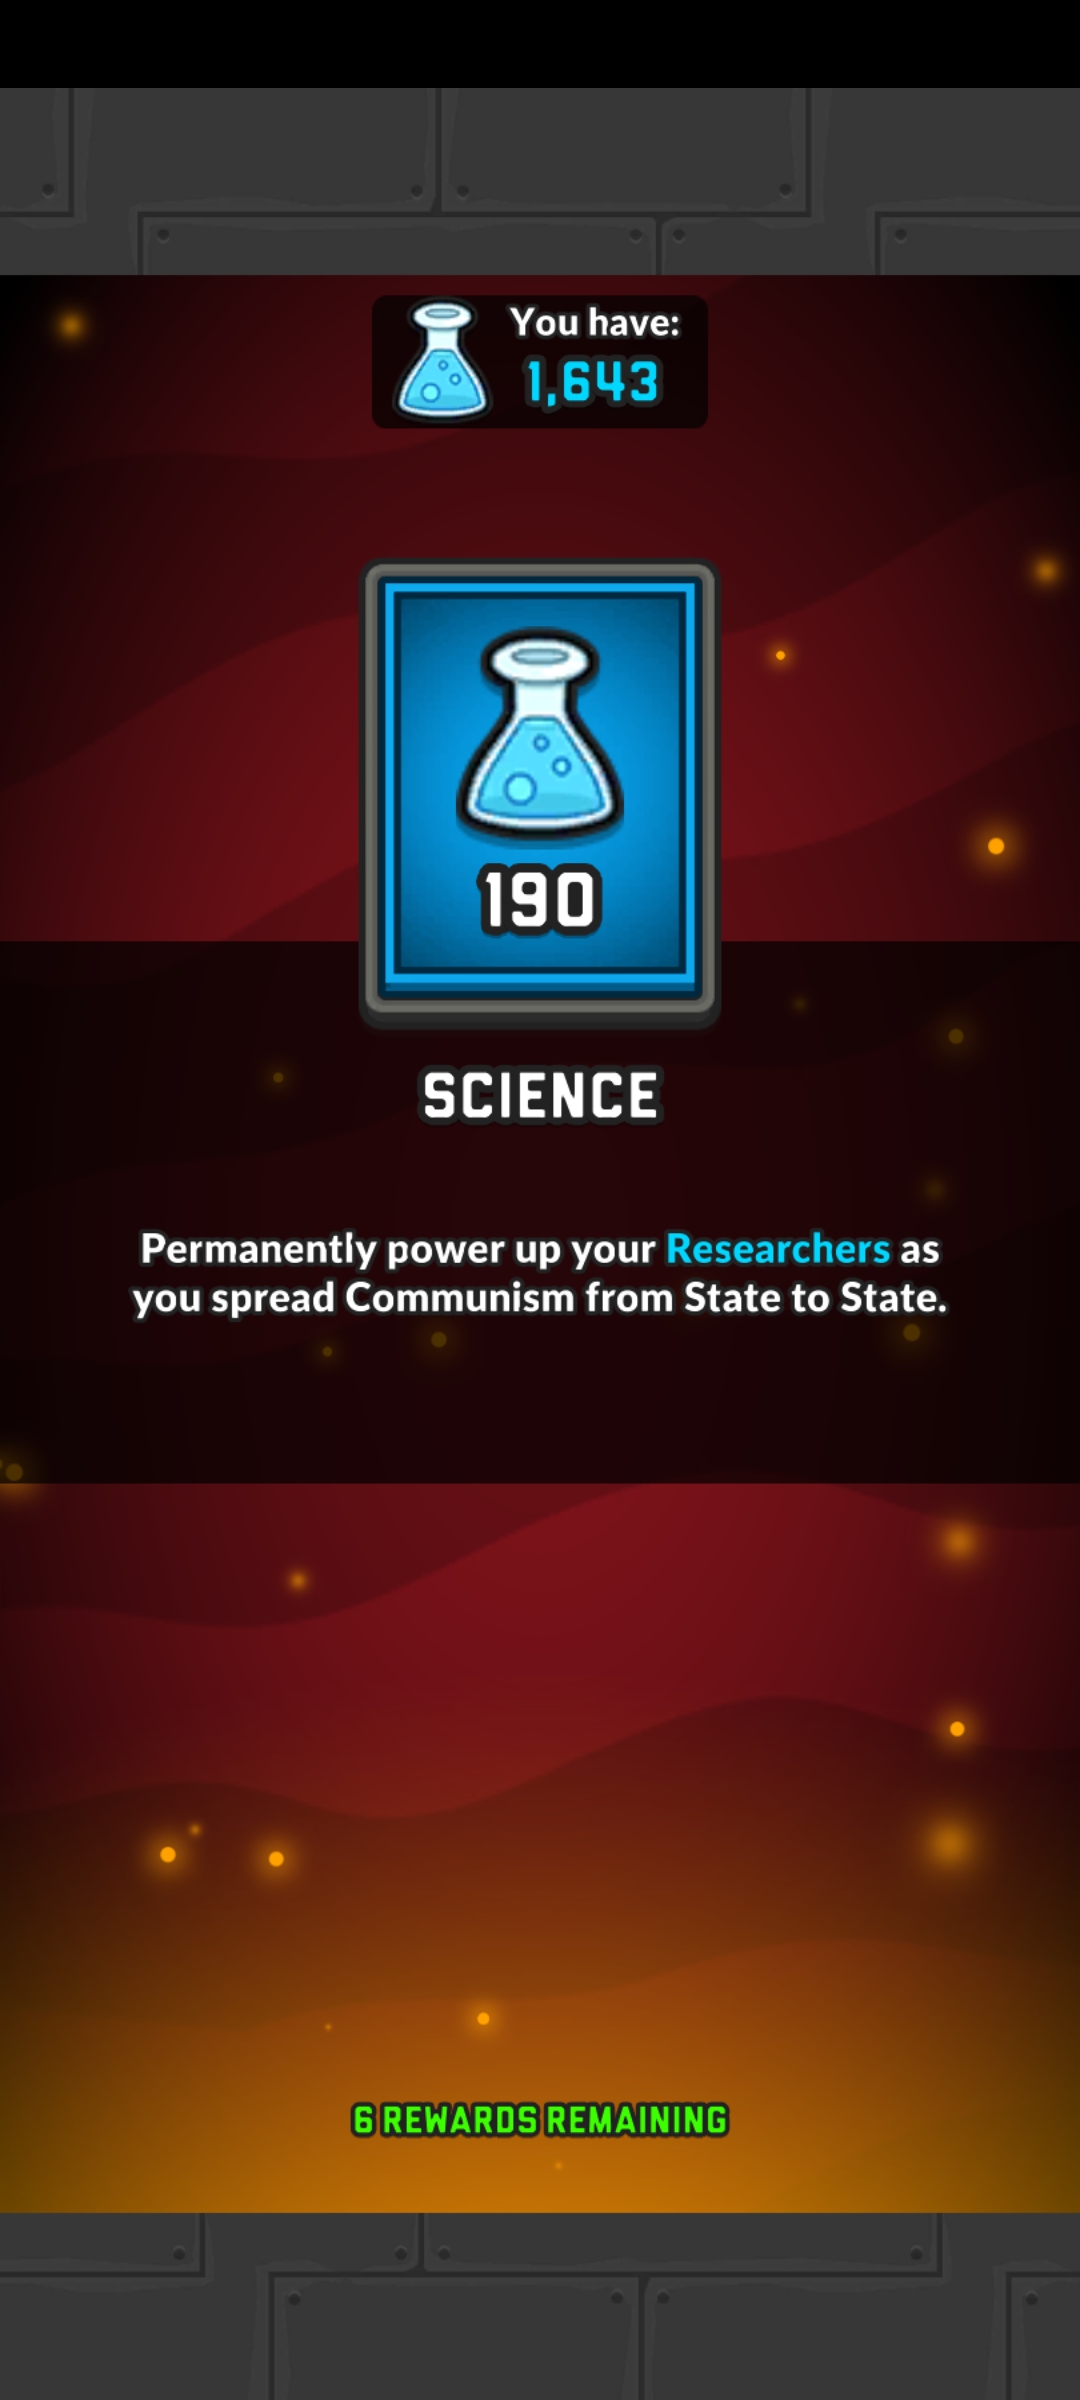 You have:
1,643
190
SCIENCE
Permanently power up your Researchers as
you spread Communism from State to State.
6 REWARDS REMAINING